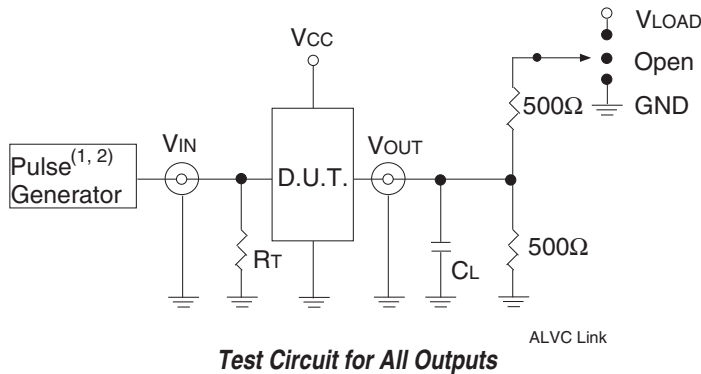 VLOAD
VCC
Open
500Ω
GND
VIN
VOUT
Pulse(1, 2)
Generator
D.U.T.
RT
CL
500Ω
ALVC Link
Test Circuit for All Outputs